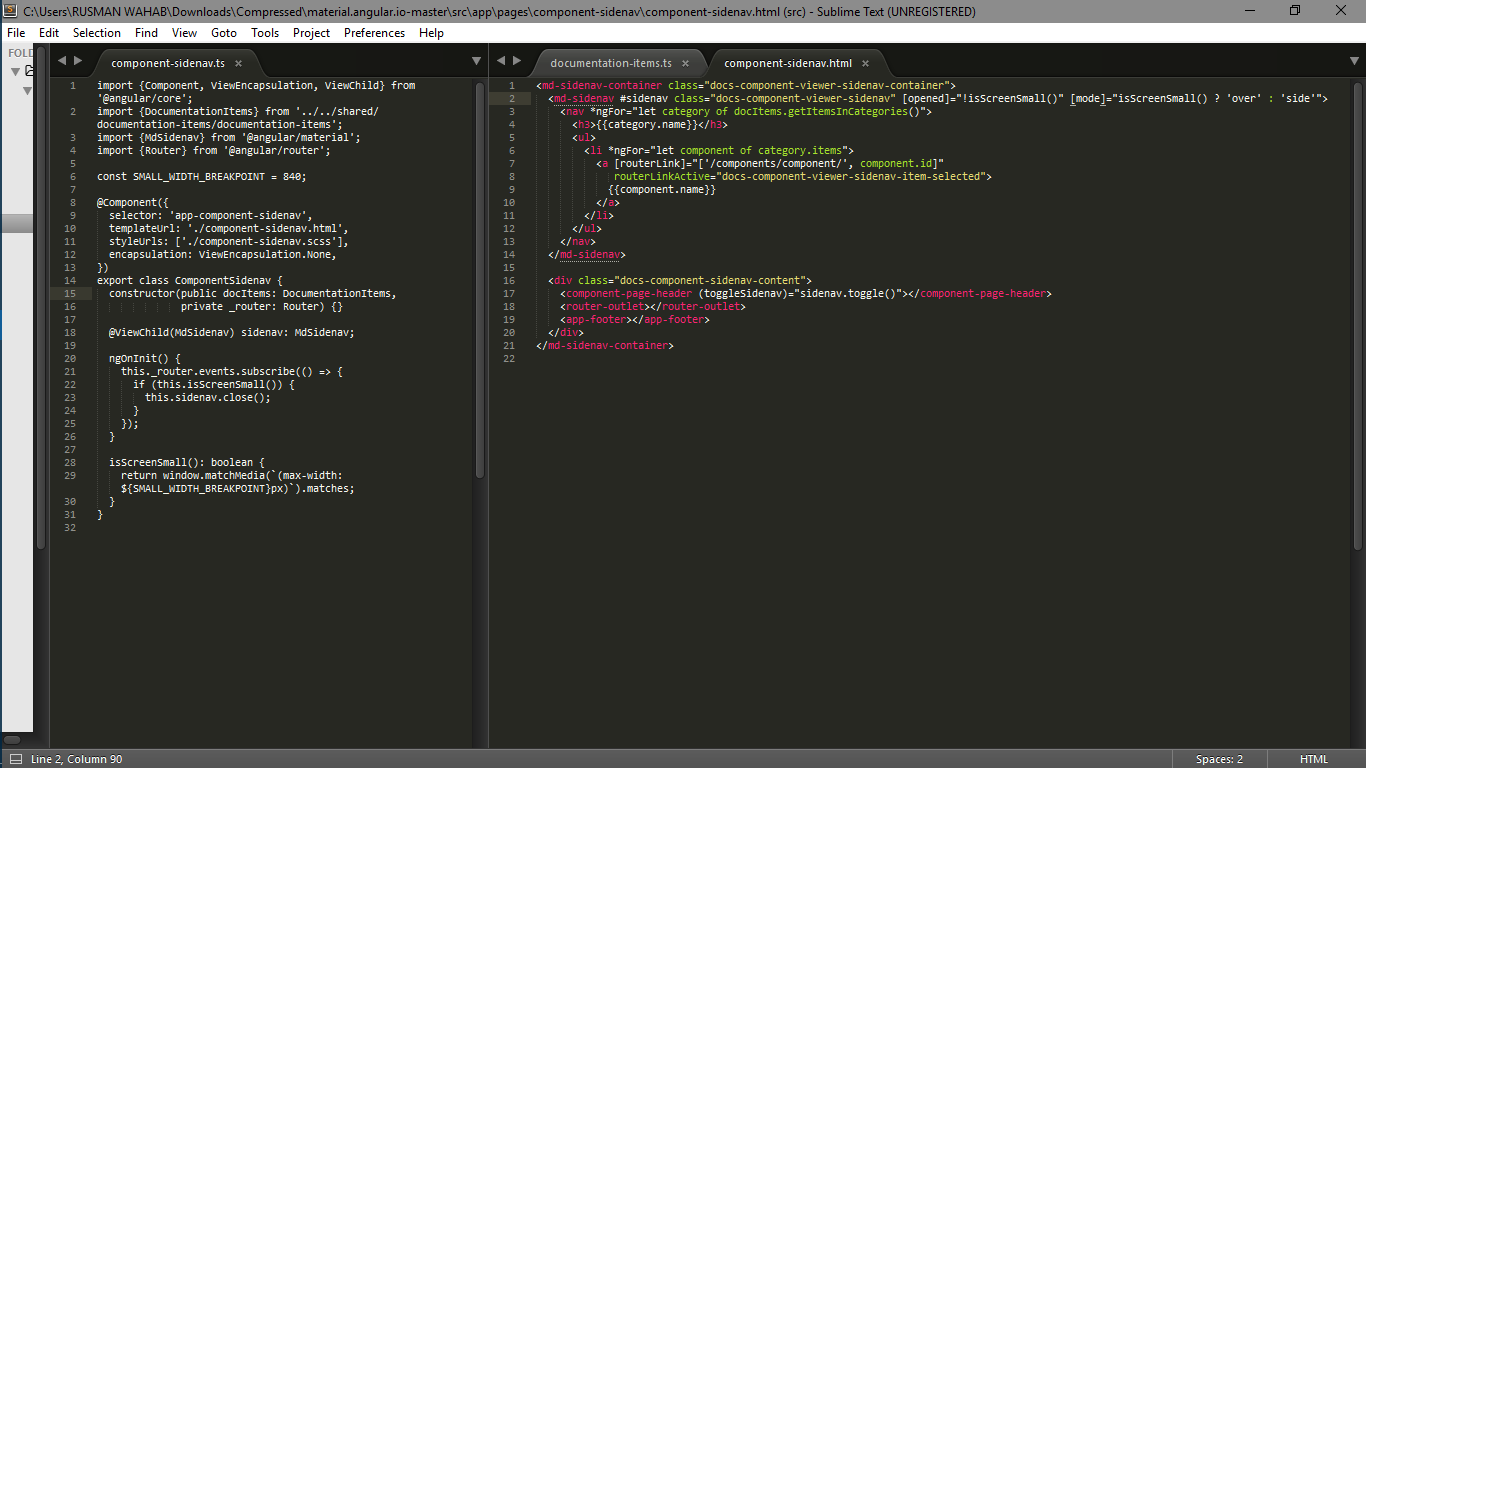 C:\Users\RUSMAN WAHAB\Downloads\Compressed\material.angular.io-master\src\app\pages\component-sidenav\component-sidenav.html (src) - Sublime Text (UNREGISTERED)
File Edit Selection Find View Goto Tools Project Preferences Help
FOLD
component-sidenav.ts ×
1 import {Component, ViewEncapsulation, ViewChild} from
'@angular/core';
2 import {DocumentationItems} from '../../shared/
documentation-items/documentation-items';
3 import {MdSidenav} from '@angular/material';
4 import {Router} from '@angular/router';
5
6 const SMALL_WIDTH_BREAKPOINT = 840;
7
8 @Component({
9   selector: 'app-component-sidenav',
10   templateUrl: './component-sidenav.html',
11   styleUrls: ['./component-sidenav.scss'],
12   encapsulation: ViewEncapsulation.None,
13 })
14 export class ComponentSidenav {
15   constructor(public docItems: DocumentationItems,
16               private _router: Router) {}
17
18   @ViewChild(MdSidenav) sidenav: MdSidenav;
19
20   ngOnInit() {
21     this._router.events.subscribe(() => {
22       if (this.isScreenSmall()) {
23         this.sidenav.close();
24       }
25     });
26   }
27
28   isScreenSmall(): boolean {
29     return window.matchMedia(`(max-width:
${SMALL_WIDTH_BREAKPOINT}px)`).matches;
30   }
31 }
32
documentation-items.ts × component-sidenav.html ×
1 <md-sidenav-container class="docs-component-viewer-sidenav-container">
2   <md-sidenav #sidenav class="docs-component-viewer-sidenav" [opened]="!isScreenSmall()" [mode]="isScreenSmall() ? 'over' : 'side'">
3     <nav *ngFor="let category of docItems.getItemsInCategories()">
4       <h3>{{category.name}}</h3>
5       <ul>
6         <li *ngFor="let component of category.items">
7           <a [routerLink]="['/components/component/', component.id]"
8              routerLinkActive="docs-component-viewer-sidenav-item-selected">
9             {{component.name}}
10           </a>
11         </li>
12       </ul>
13     </nav>
14   </md-sidenav>
15
16   <div class="docs-component-sidenav-content">
17     <component-page-header (toggleSidenav)="sidenav.toggle()"></component-page-header>
18     <router-outlet></router-outlet>
19     <app-footer></app-footer>
20   </div>
21 </md-sidenav-container>
22
Line 2, Column 90 Spaces: 2 HTML